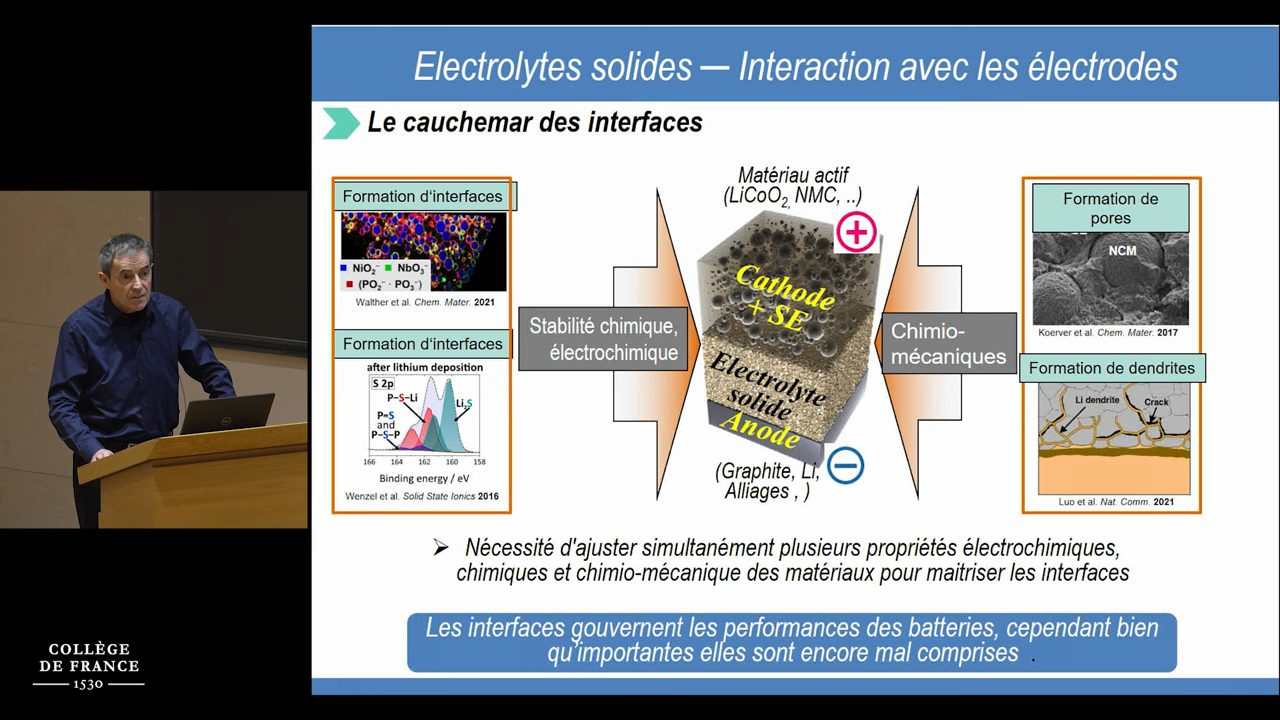 Electrolytes solides — Interaction avec les électrodes
Le cauchemar des interfaces
Formation d'interfaces
NiO2⁻ NbO3⁻
(PO2⁻ · PO3⁻)
Walther et al. Chem. Mater. 2021
Formation d'interfaces
after lithium deposition
S 2p
P–S–Li
Li2S
P=S
and
P–S–P
166 164 162 160 158
Binding energy / eV
Wenzel et al. Solid State Ionics 2016
Stabilité chimique,
électrochimique
Matériau actif
(LiCoO2, NMC, ..)
+
Cathode
+ SE
Electrolyte
solide
Anode
−
(Graphite, Li,
Alliages , )
Chimio-
mécaniques
Formation de
pores
NCM
Koerver et al. Chem. Mater. 2017
Formation de dendrites
Li dendrite
Crack
Luo et al. Nat. Comm. 2021
➢ Nécessité d'ajuster simultanément plusieurs propriétés électrochimiques,
chimiques et chimio-mécanique des matériaux pour maitriser les interfaces
Les interfaces gouvernent les performances des batteries, cependant bien
qu'importantes elles sont encore mal comprises .
COLLÈGE
DE FRANCE
1530